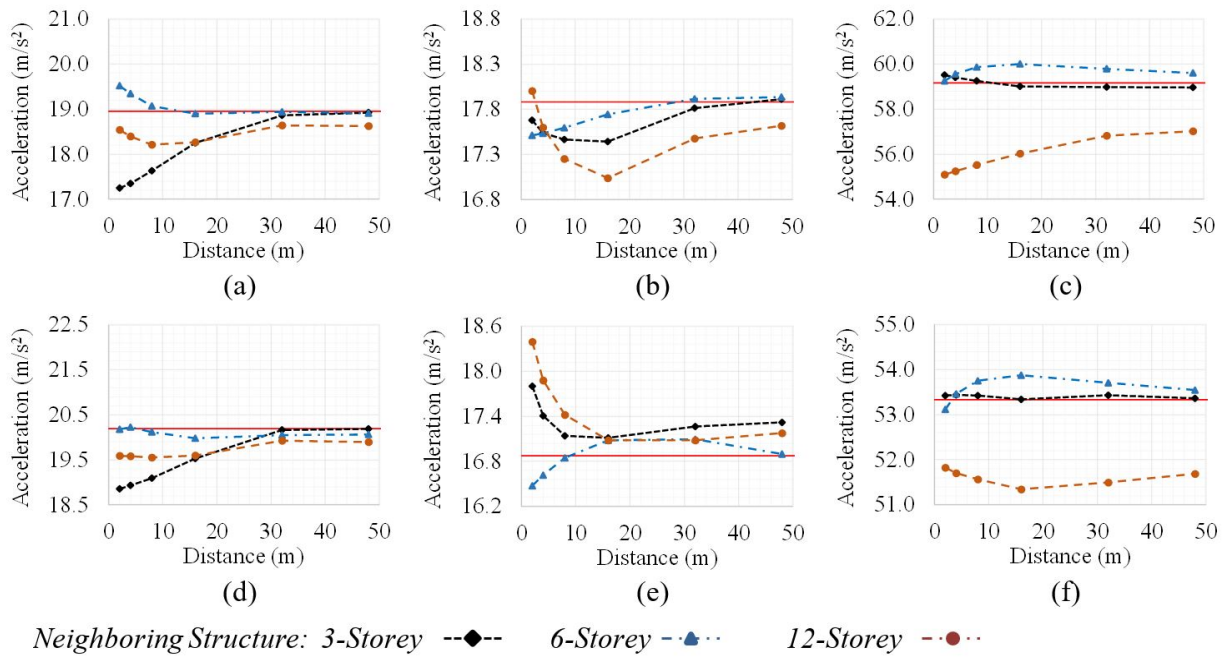 Acceleration (m/s²)
21.0
20.0
19.0
18.0
17.0
0 10 20 30 40 50
Distance (m)
(a)
Acceleration (m/s²)
18.8
18.3
17.8
17.3
16.8
0 10 20 30 40 50
Distance (m)
(b)
Acceleration (m/s²)
62.0
60.0
58.0
56.0
54.0
0 10 20 30 40 50
Distance (m)
(c)
Acceleration (m/s²)
22.5
21.5
20.5
19.5
18.5
0 10 20 30 40 50
Distance (m)
(d)
Acceleration (m/s²)
18.6
18.0
17.4
16.8
16.2
0 10 20 30 40 50
Distance (m)
(e)
Acceleration (m/s²)
55.0
54.0
53.0
52.0
51.0
0 10 20 30 40 50
Distance (m)
(f)
Neighboring Structure: 3-Storey 6-Storey 12-Storey